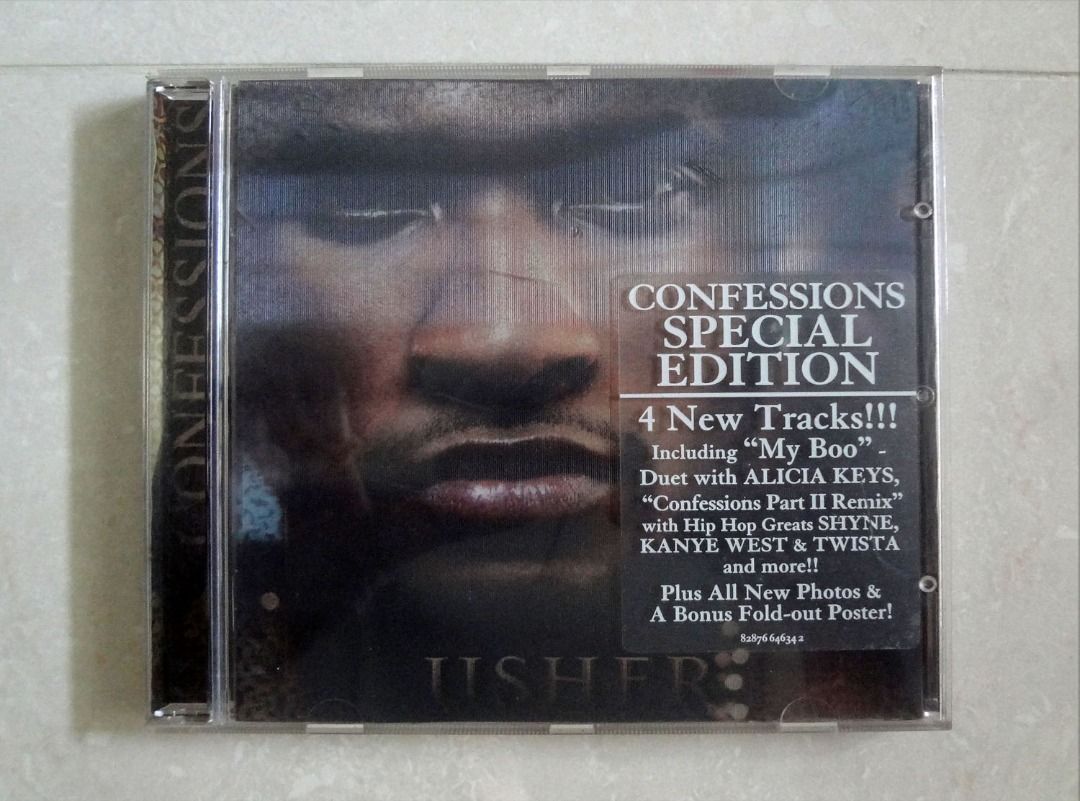 CONFESSIONS
CONFESSIONS
SPECIAL
EDITION
4 New Tracks!!!
Including “My Boo” -
Duet with ALICIA KEYS,
“Confessions Part II Remix”
with Hip Hop Greats SHYNE,
KANYE WEST & TWISTA
and more!!
Plus All New Photos &
A Bonus Fold-out Poster!
82876 64634 2
USHER